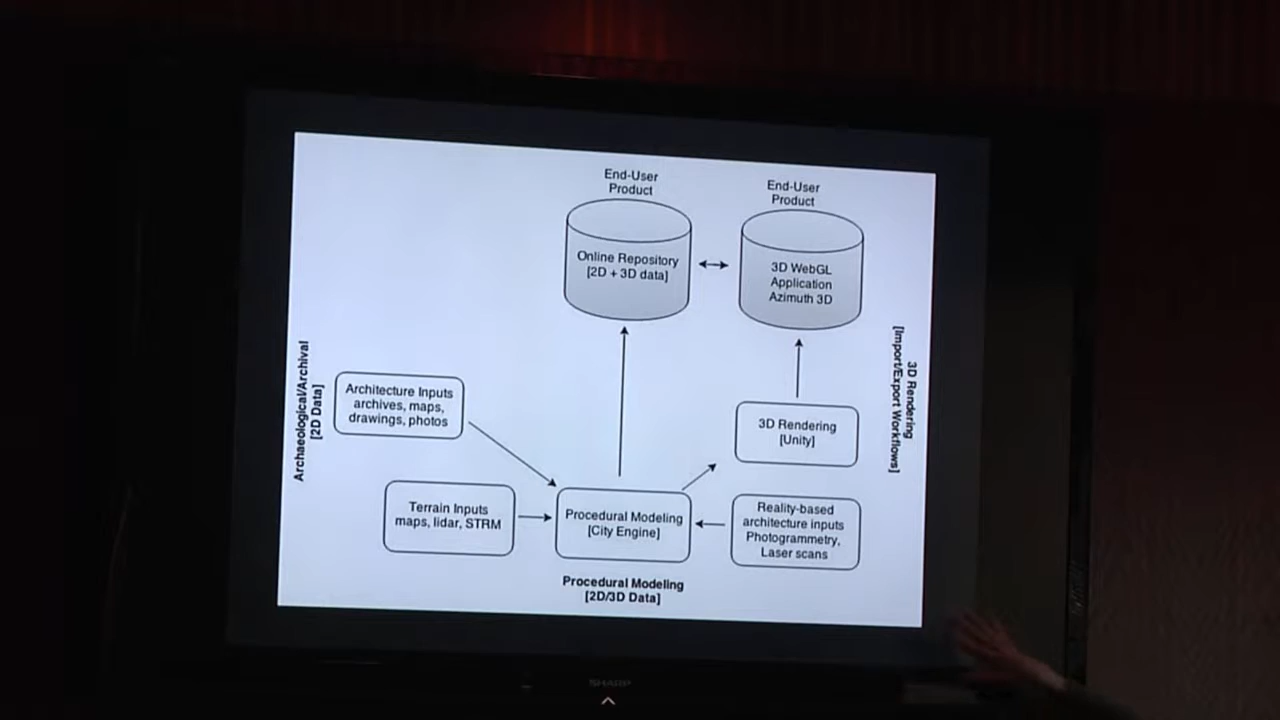 End-User
Product
Online Repository
[2D + 3D data]
End-User
Product
3D WebGL
Application
Azimuth 3D
Archaeological/Archival
[2D Data]
Architecture Inputs
archives, maps,
drawings, photos
3D Rendering
[Unity]
3D Rendering
[Import/Export Workflows]
Terrain Inputs
maps, lidar, STRM
Procedural Modeling
[City Engine]
Reality-based
architecture inputs
Photogrammetry,
Laser scans
Procedural Modeling
[2D/3D Data]
SHARP